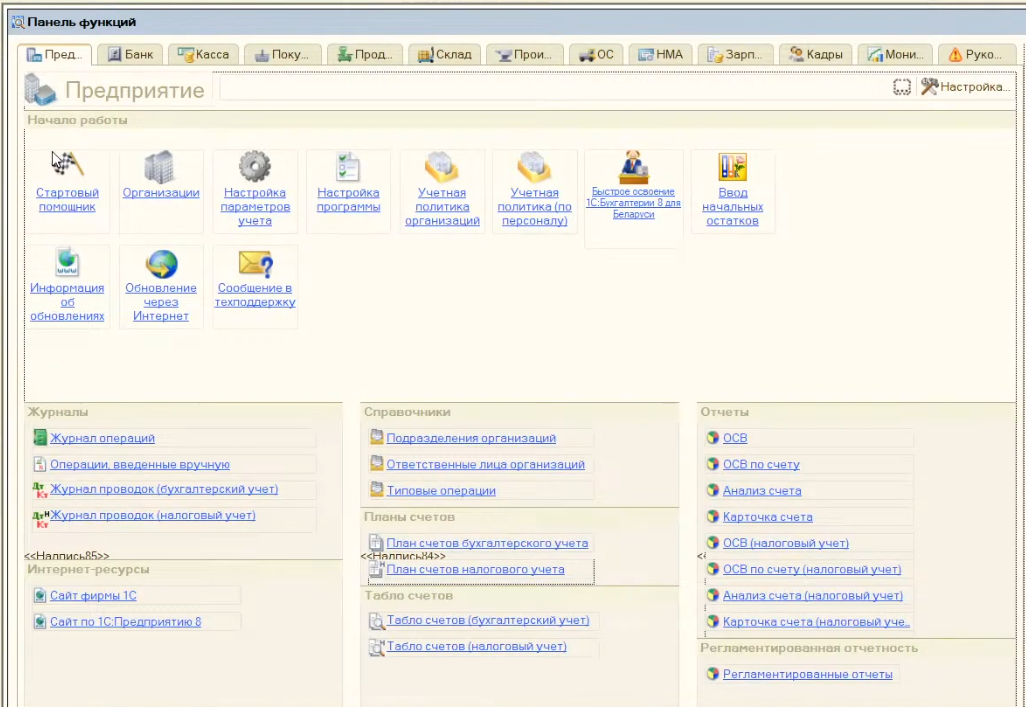 Панель функций
Пред... Банк Касса Поку... Прод... Склад Прои... ОС НМА Зарп... Кадры Мони... Руко...
Предприятие
Настройка...
Начало работы
Стартовый
помощник
Организации
Настройка
параметров
учета
Настройка
программы
Учетная
политика
организаций
Учетная
политика (по
персоналу)
Быстрое освоение
1С:Бухгалтерии 8 для
Беларуси
Ввод
начальных
остатков
Информация
об
обновлениях
Обновление
через
Интернет
Сообщение в
техподдержку
Журналы
Журнал операций
Операции, введенные вручную
Дт Кт Журнал проводок (бухгалтерский учет)
Дт Н Кт Журнал проводок (налоговый учет)
<<Надпись85>>
Интернет-ресурсы
Сайт фирмы 1С
Сайт по 1С:Предприятию 8
Справочники
Подразделения организаций
Ответственные лица организаций
Типовые операции
Планы счетов
План счетов бухгалтерского учета
<<Надпись84>>
План счетов налогового учета
Табло счетов
Табло счетов (бухгалтерский учет)
Табло счетов (налоговый учет)
Отчеты
ОСВ
ОСВ по счету
Анализ счета
Карточка счета
ОСВ (налоговый учет)
ОСВ по счету (налоговый учет)
Анализ счета (налоговый учет)
Карточка счета (налоговый уче..
Регламентированная отчетность
Регламентированные отчеты